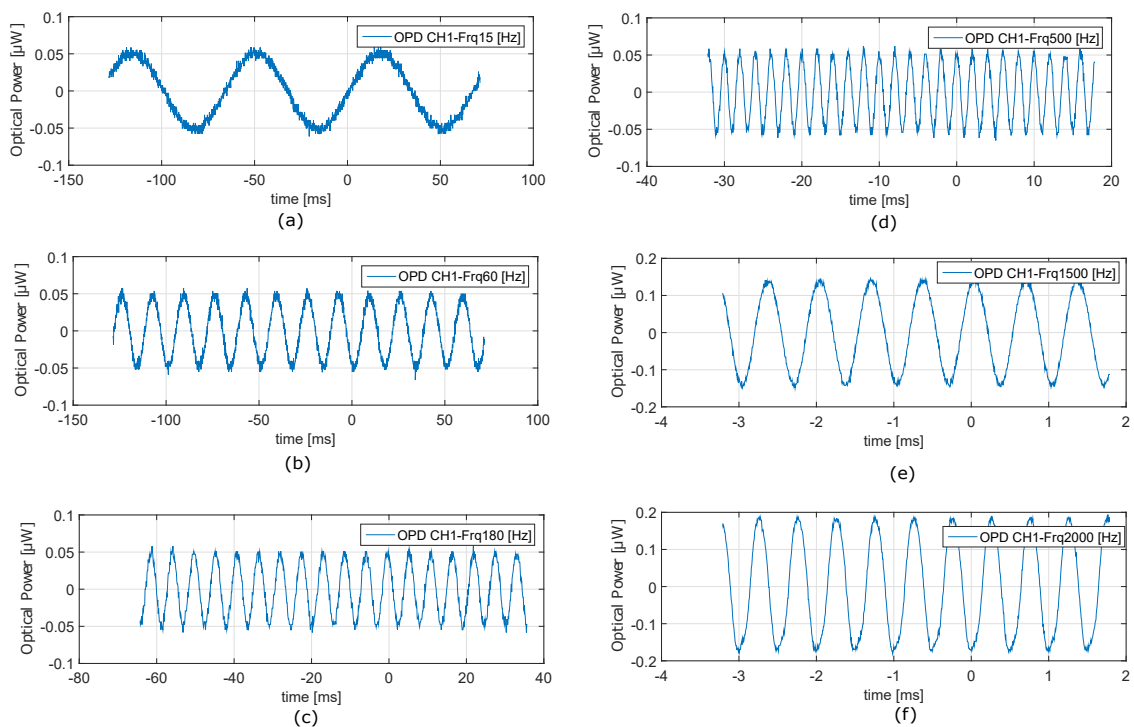 0.1
0.05
0
-0.05
-0.1
Optical Power [µW]
OPD CH1-Frq15 [Hz]
-150 -100 -50 0 50 100
time [ms]
(a)
0.1
0.05
0
-0.05
-0.1
Optical Power [µW]
OPD CH1-Frq60 [Hz]
-150 -100 -50 0 50 100
time [ms]
(b)
0.1
0.05
0
-0.05
-0.1
Optical Power [µW]
OPD CH1-Frq180 [Hz]
-80 -60 -40 -20 0 20 40
time [ms]
(c)
0.1
0.05
0
-0.05
-0.1
Optical Power [µW]
OPD CH1-Frq500 [Hz]
-40 -30 -20 -10 0 10 20
time [ms]
(d)
0.2
0.1
0
-0.1
-0.2
Optical Power [µW]
OPD CH1-Frq1500 [Hz]
-4 -3 -2 -1 0 1 2
time [ms]
(e)
0.2
0.1
0
-0.1
-0.2
Optical Power [µW]
OPD CH1-Frq2000 [Hz]
-4 -3 -2 -1 0 1 2
time [ms]
(f)